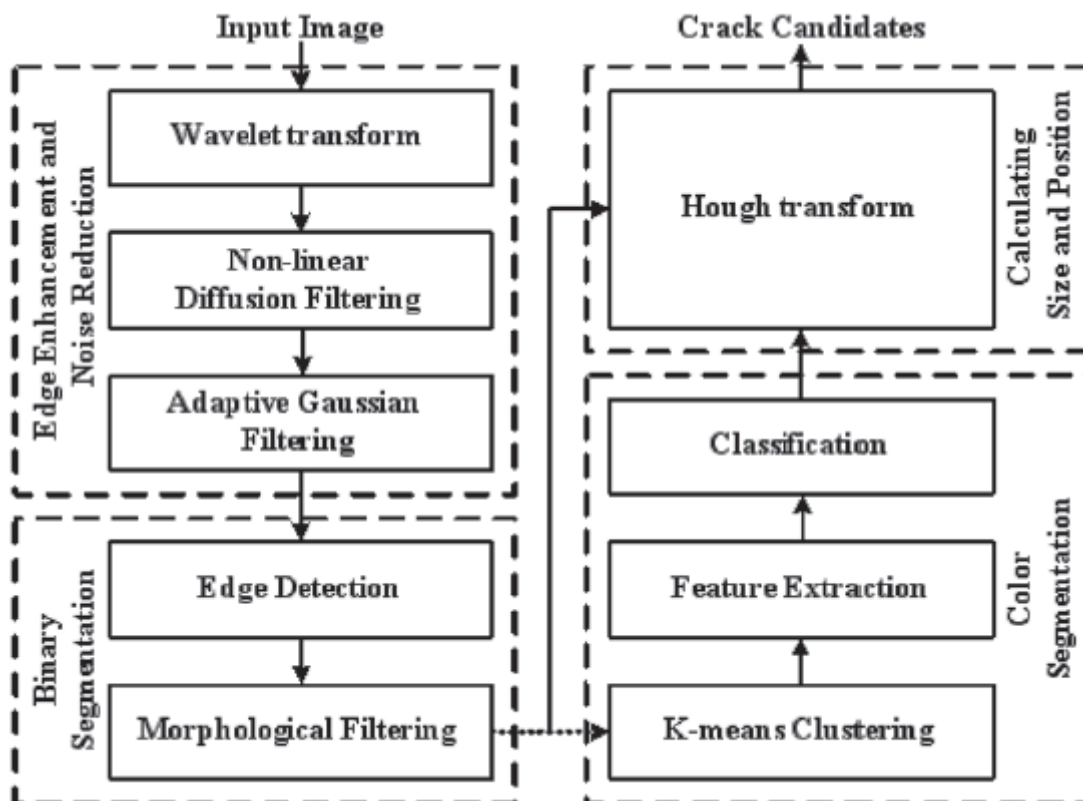 Input Image
Edge Enhancement and
Noise Reduction
Wavelet transform
Non-linear
Diffusion Filtering
Adaptive Gaussian
Filtering
Binary
Segmentation
Edge Detection
Morphological Filtering
Crack Candidates
Hough transform
Calculating
Size and Position
Classification
Feature Extraction
K-means Clustering
Color
Segmentation